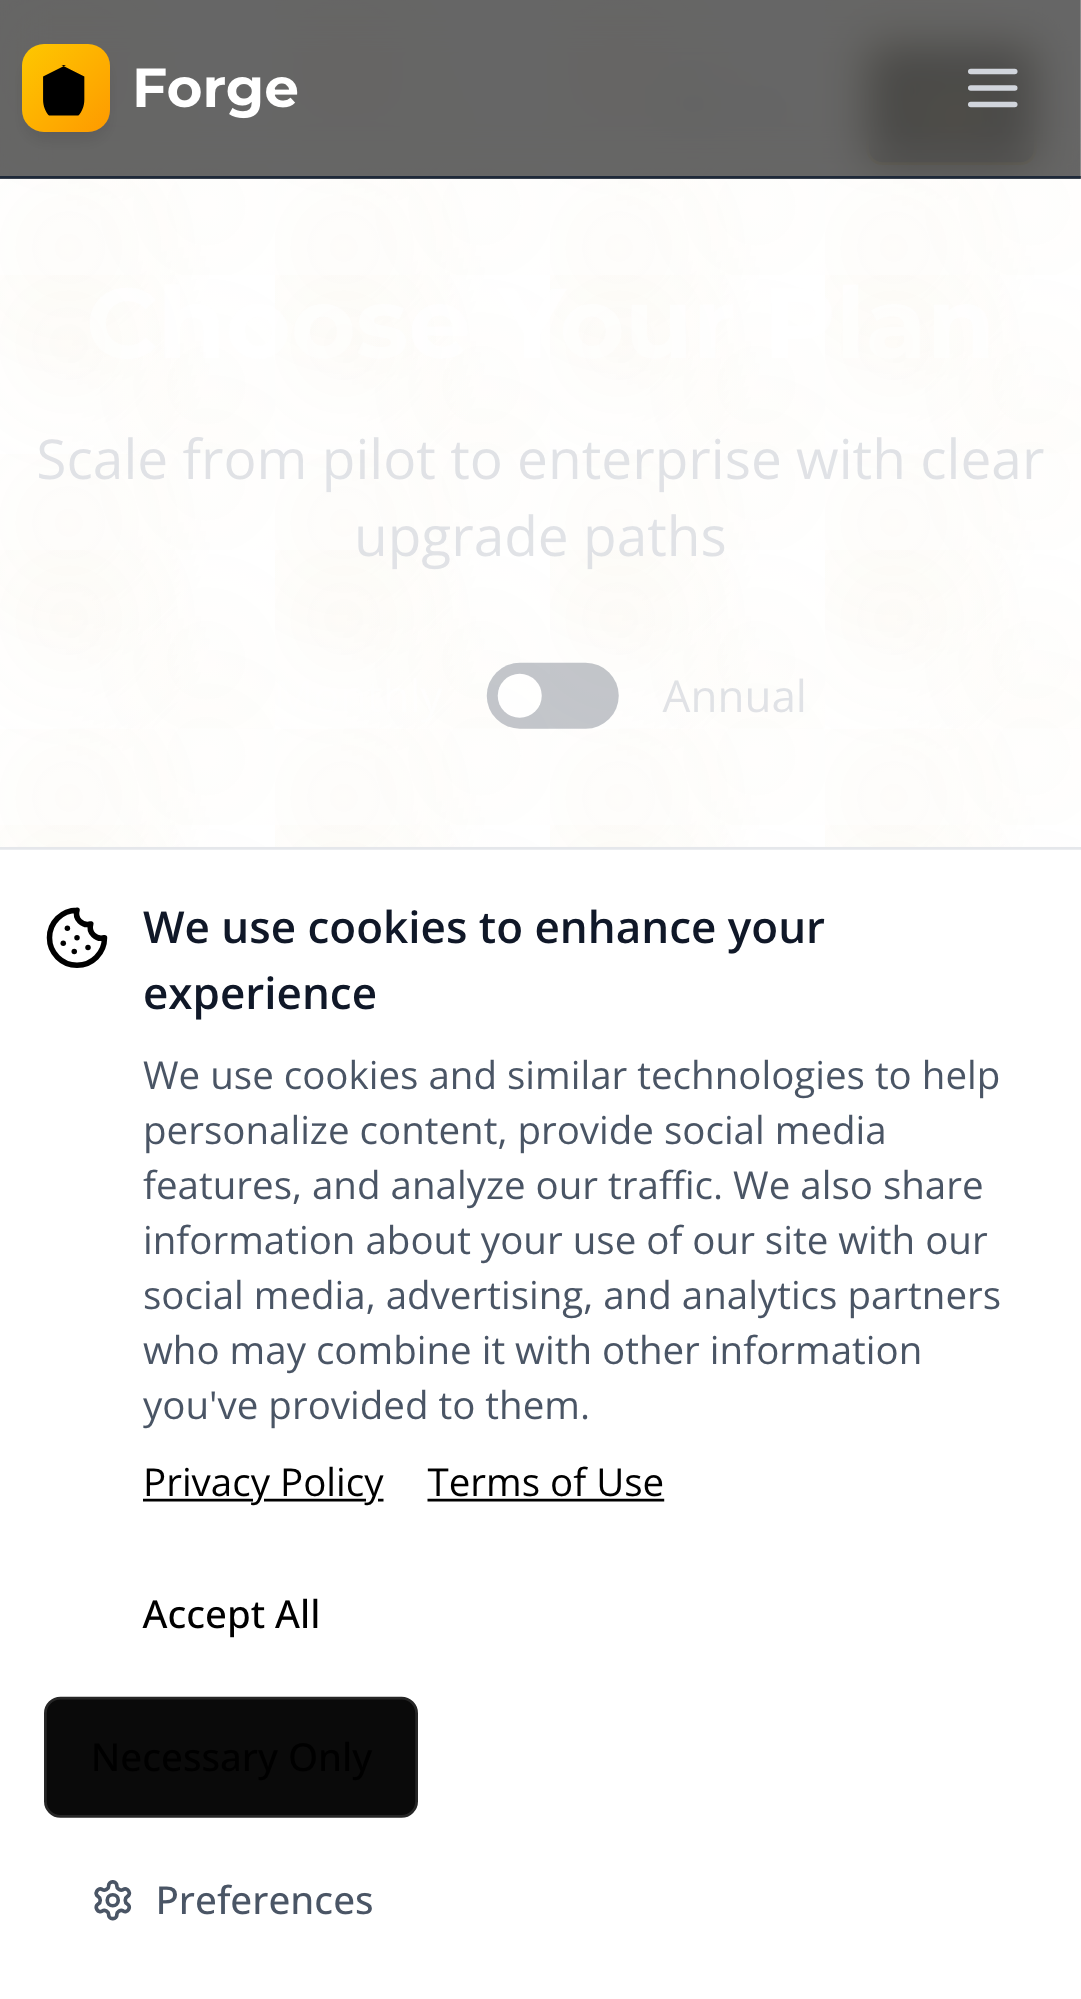 Forge
Choose Your Plan
Scale from pilot to enterprise with clear
upgrade paths
Annual
We use cookies to enhance your
experience
We use cookies and similar technologies to help
personalize content, provide social media
features, and analyze our traffic. We also share
information about your use of our site with our
social media, advertising, and analytics partners
who may combine it with other information
you've provided to them.
Privacy Policy Terms of Use
Accept All
Necessary Only
Preferences